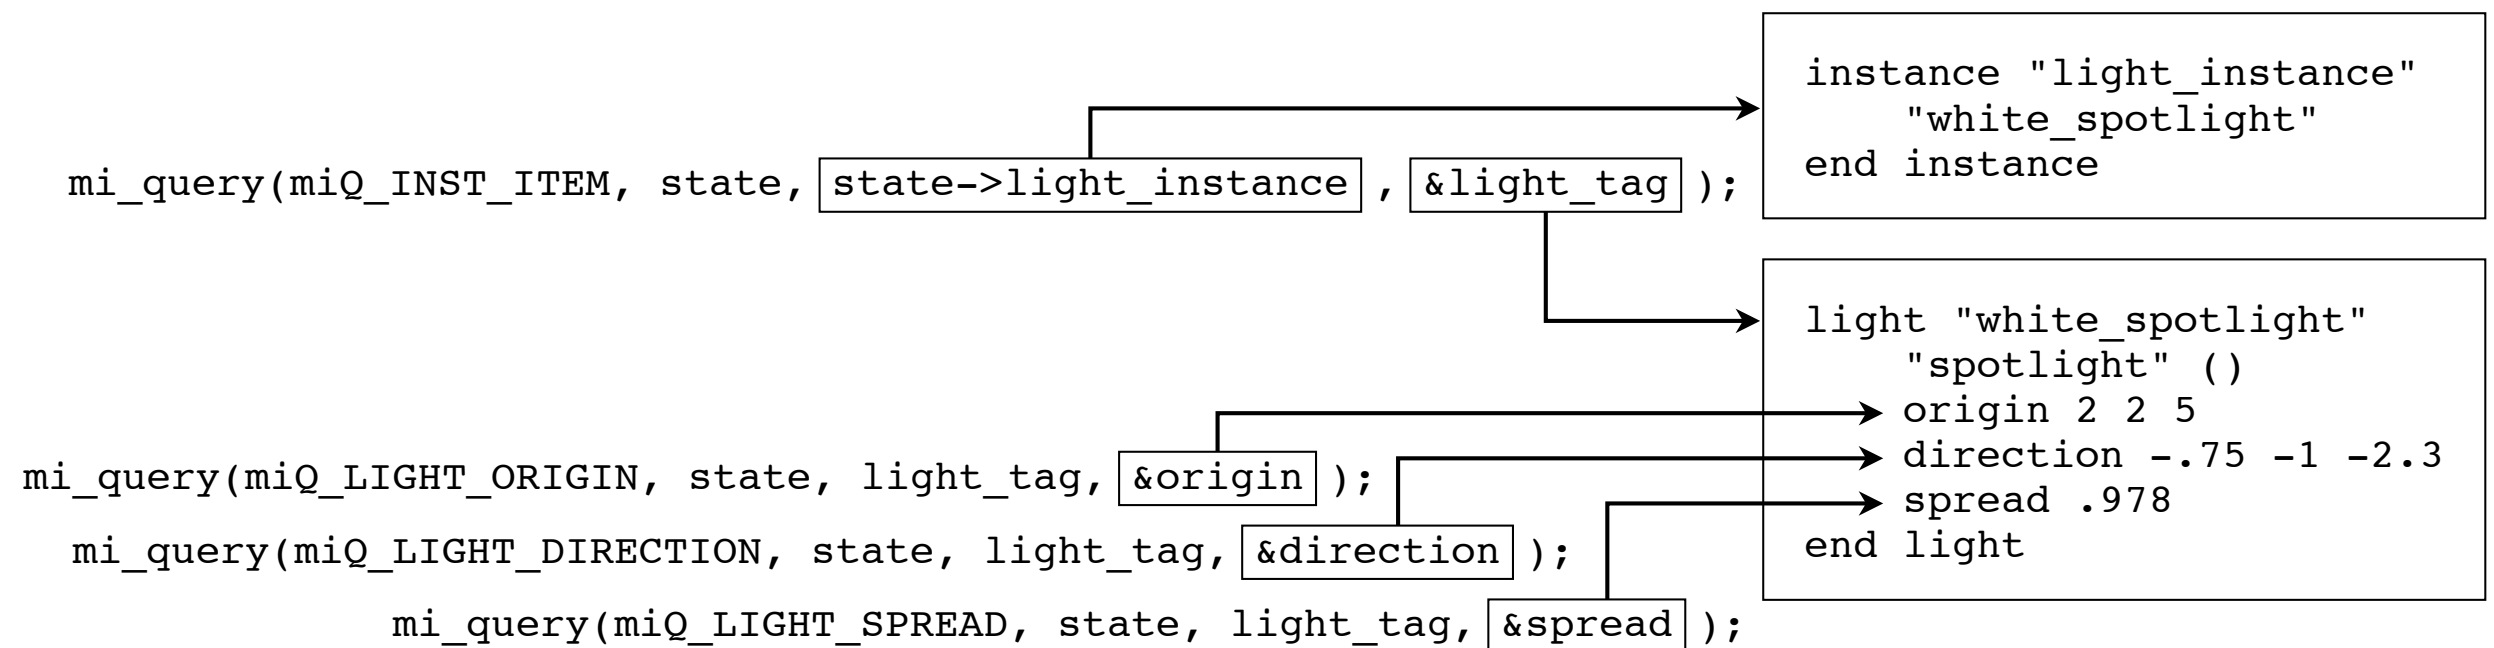 instance "light_instance"
"white_spotlight"
end instance
mi_query(miQ_INST_ITEM, state, state->light_instance , &light_tag );
light "white_spotlight"
"spotlight" ()
origin 2 2 5
direction -.75 -1 -2.3
spread .978
end light
mi_query(miQ_LIGHT_ORIGIN, state, light_tag, &origin );
mi_query(miQ_LIGHT_DIRECTION, state, light_tag, &direction );
mi_query(miQ_LIGHT_SPREAD, state, light_tag, &spread );